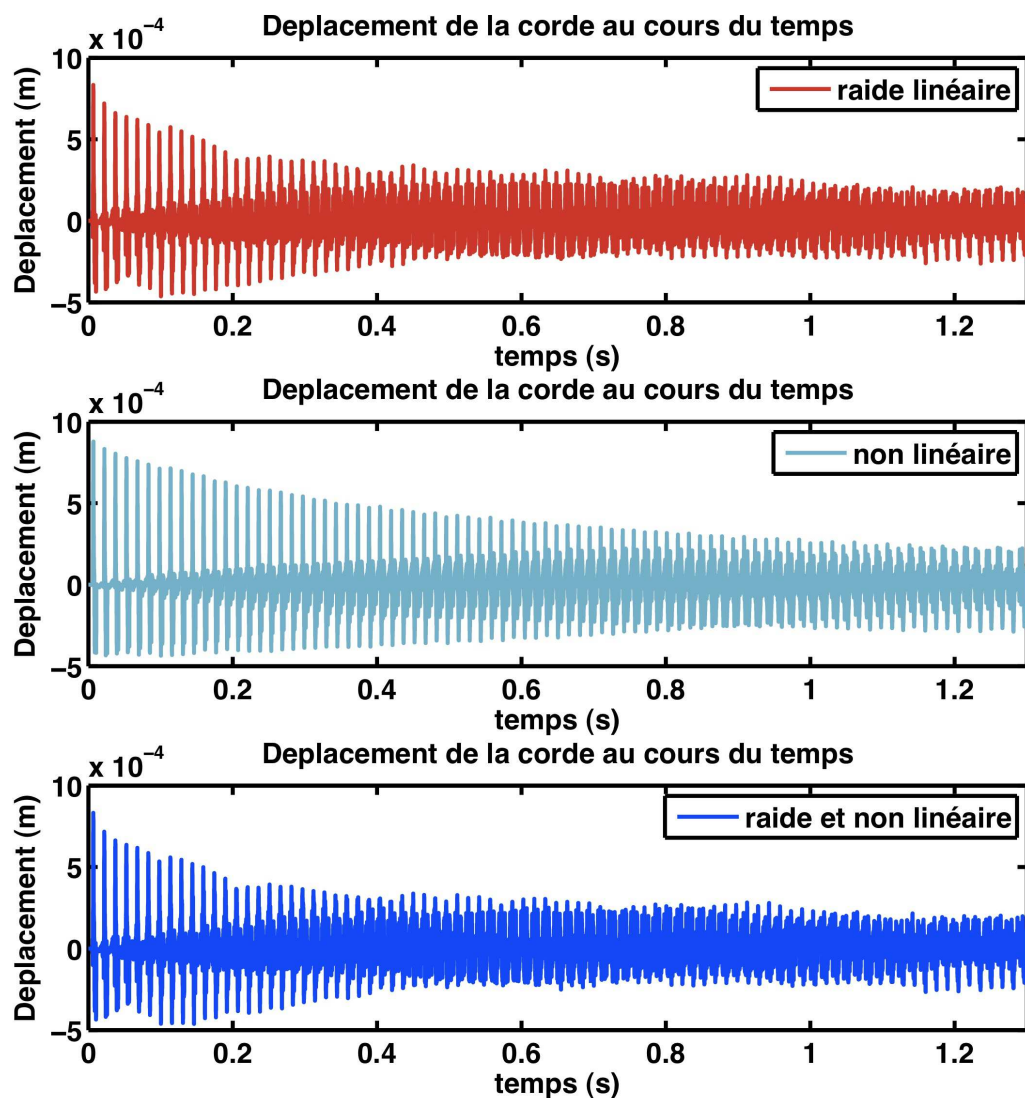 Deplacement de la corde au cours du temps
x 10⁻⁴
10
5
0
−5
Deplacement (m)
raide linéaire
0 0.2 0.4 0.6 0.8 1 1.2
temps (s)
Deplacement de la corde au cours du temps
x 10⁻⁴
10
5
0
−5
Deplacement (m)
non linéaire
0 0.2 0.4 0.6 0.8 1 1.2
temps (s)
Deplacement de la corde au cours du temps
x 10⁻⁴
10
5
0
−5
Deplacement (m)
raide et non linéaire
0 0.2 0.4 0.6 0.8 1 1.2
temps (s)